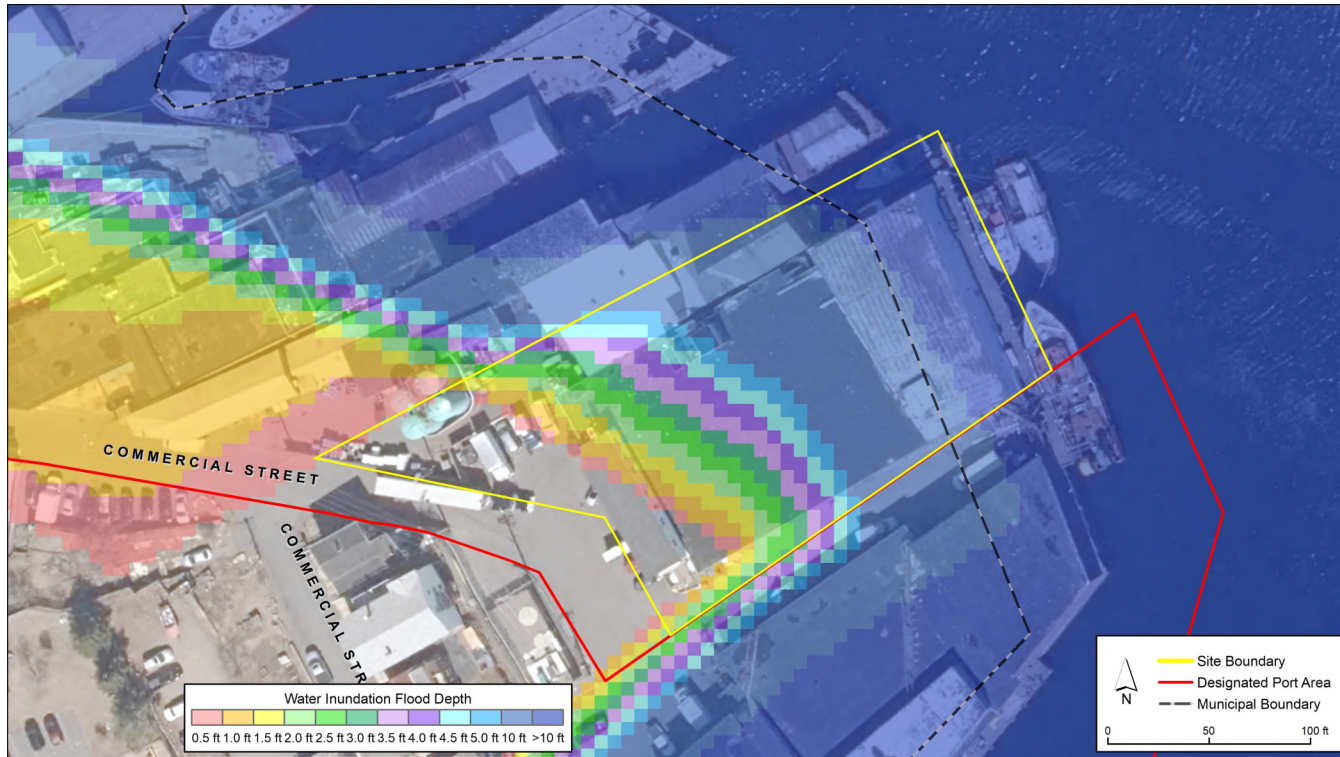 COMMERCIAL STREET
COMMERCIAL STR
Water Inundation Flood Depth
0.5 ft 1.0 ft 1.5 ft 2.0 ft 2.5 ft 3.0 ft 3.5 ft 4.0 ft 4.5 ft 5.0 ft 10 ft >10 ft
Site Boundary
Designated Port Area
Municipal Boundary
N
0 50 100 ft